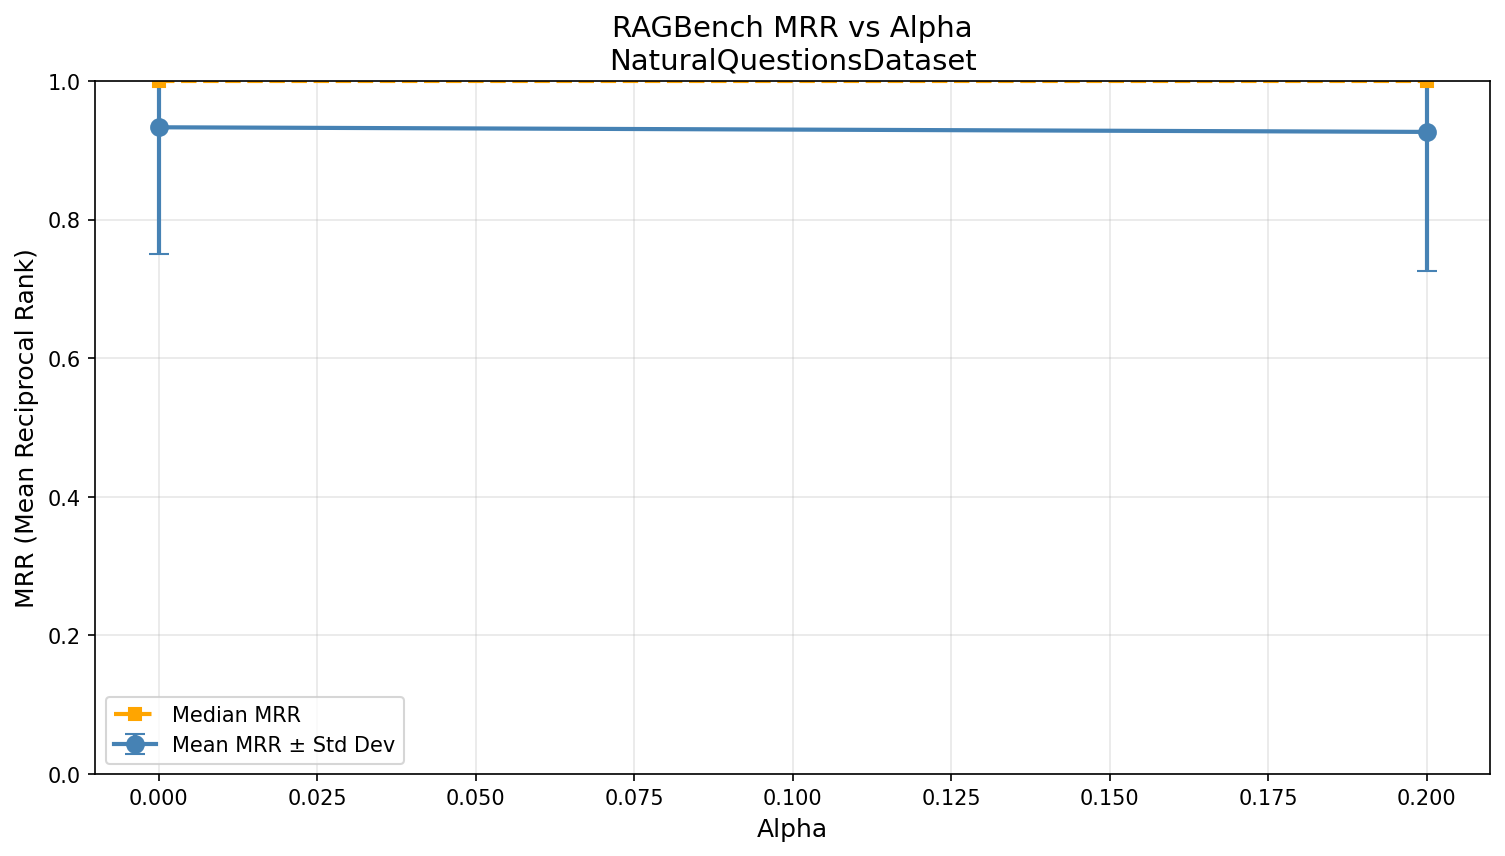 RAGBench MRR vs Alpha
NaturalQuestionsDataset
MRR (Mean Reciprocal Rank)
1.0
0.8
0.6
0.4
0.2
0.0
Median MRR
Mean MRR ± Std Dev
0.000 0.025 0.050 0.075 0.100 0.125 0.150 0.175 0.200
Alpha